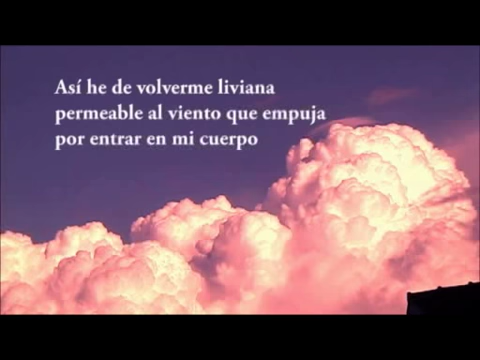 Así he de volverme liviana
permeable al viento que empuja
por entrar en mi cuerpo